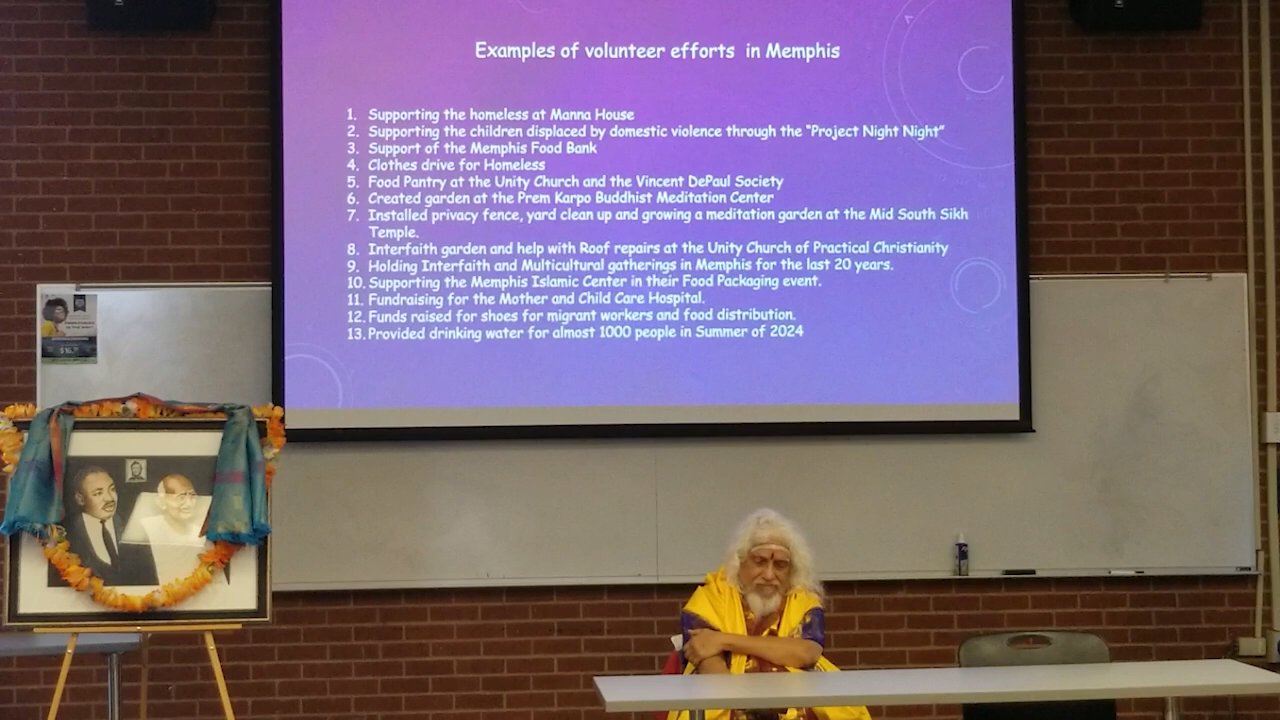 Examples of volunteer efforts in Memphis
1. Supporting the homeless at Manna House
2. Supporting the children displaced by domestic violence through the “Project Night Night”
3. Support of the Memphis Food Bank
4. Clothes drive for Homeless
5. Food Pantry at the Unity Church and the Vincent DePaul Society
6. Created garden at the Prem Karpo Buddhist Meditation Center
7. Installed privacy fence, yard clean up and growing a meditation garden at the Mid South Sikh
Temple.
8. Interfaith garden and help with Roof repairs at the Unity Church of Practical Christianity
9. Holding Interfaith and Multicultural gatherings in Memphis for the last 20 years.
10. Supporting the Memphis Islamic Center in their Food Packaging event.
11. Fundraising for the Mother and Child Care Hospital.
12. Funds raised for shoes for migrant workers and food distribution.
13. Provided drinking water for almost 1000 people in Summer of 2024